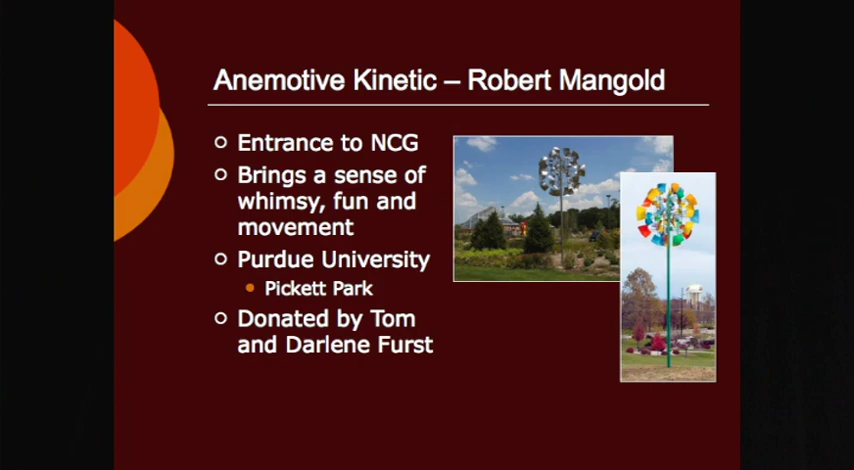 Anemotive Kinetic – Robert Mangold
Entrance to NCG
Brings a sense of
whimsy, fun and
movement
Purdue University
Pickett Park
Donated by Tom
and Darlene Furst